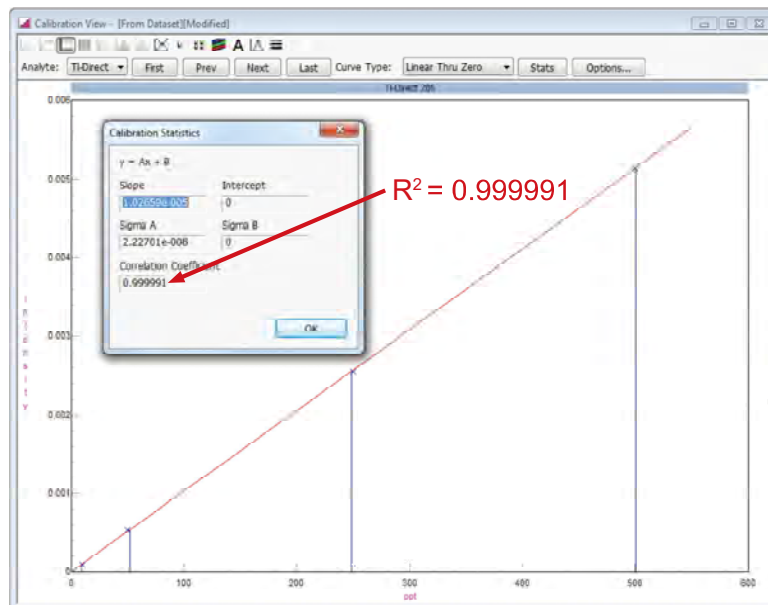 Calibration View - [From Dataset][Modified]
Analyte: Tl-Direct First Prev Next Last Curve Type: Linear Thru Zero Stats Options...
Tl-Direct 205
0.006
0.005
0.004
0.003
0.002
0.001
0
Intensity
0 100 200 300 400 500 600
ppt
Calibration Statistics
y = Ax + B
Slope Intercept
1.02659e-005 0
Sigma A Sigma B
2.22701e-008 0
Correlation Coefficient
0.999991
OK
R² = 0.999991